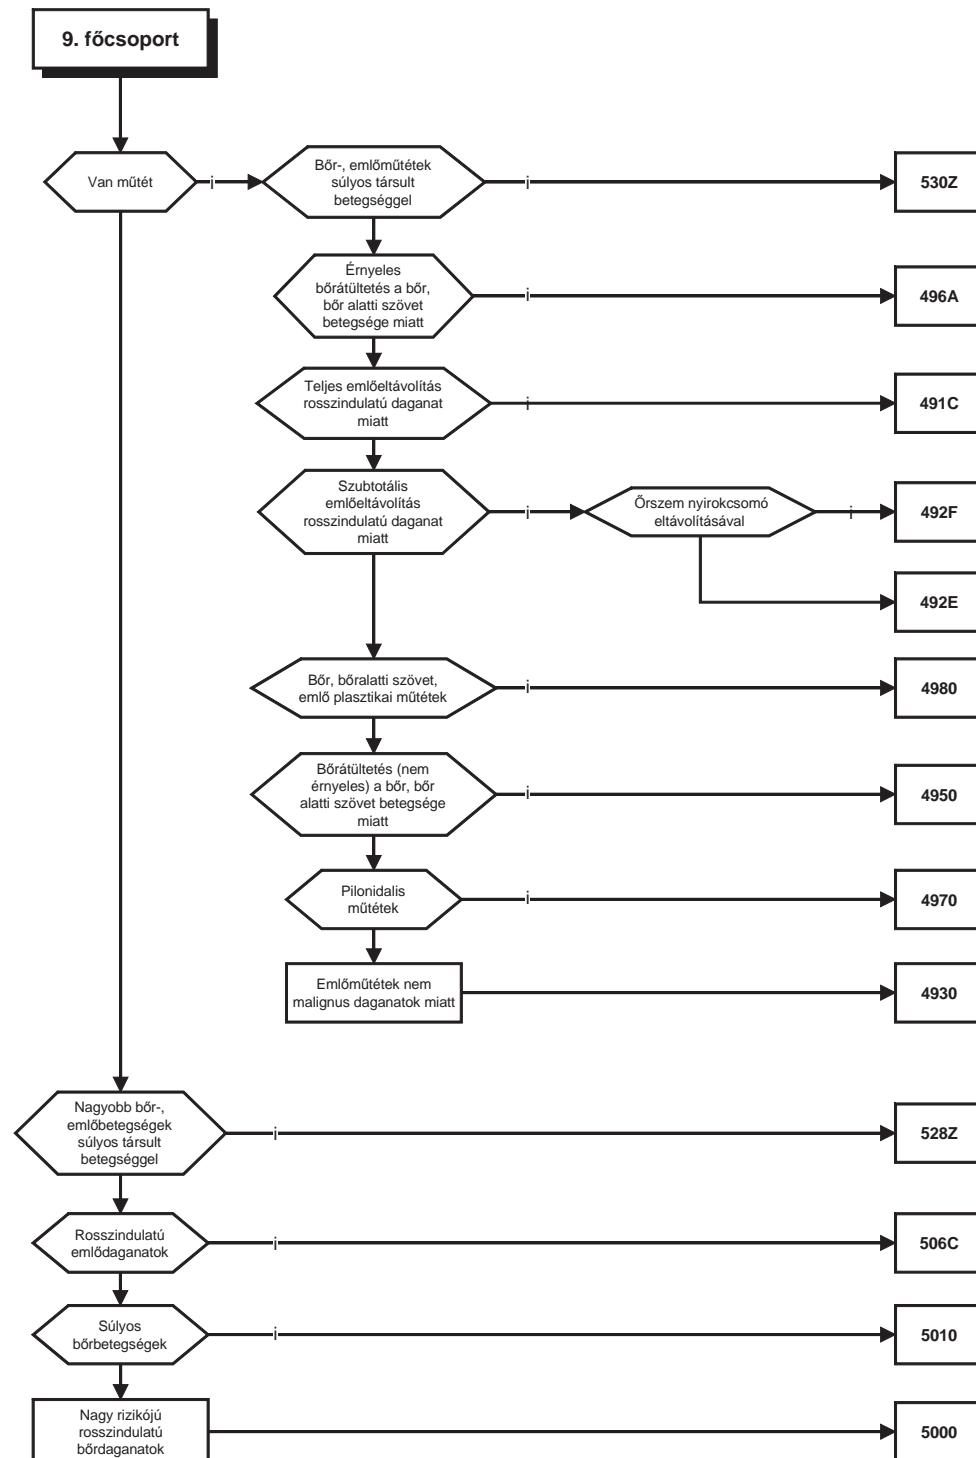 9. főcsoport
Van műtét
i
Bőr-, emlőműtétek
súlyos társult
betegséggel
i
530Z
Érnyeles
bőrátültetés a bőr,
bőr alatti szövet
betegsége miatt
i
496A
Teljes emlőeltávolítás
rosszindulatú daganat
miatt
i
491C
Szubtotális
emlőeltávolítás
rosszindulatú daganat
miatt
i
Őrszem nyirokcsomó
eltávolításával
i
492F
492E
Bőr, bőralatti szövet,
emlő plasztikai műtétek
i
4980
Bőrátültetés (nem
érnyeles) a bőr, bőr
alatti szövet betegsége
miatt
i
4950
Pilonidalis
műtétek
i
4970
Emlőműtétek nem
malignus daganatok miatt
4930
Nagyobb bőr-,
emlőbetegségek
súlyos társult
betegséggel
i
528Z
Rosszindulatú
emlődaganatok
i
506C
Súlyos
bőrbetegségek
i
5010
Nagy rizikójú
rosszindulatú
bőrdaganatok
5000